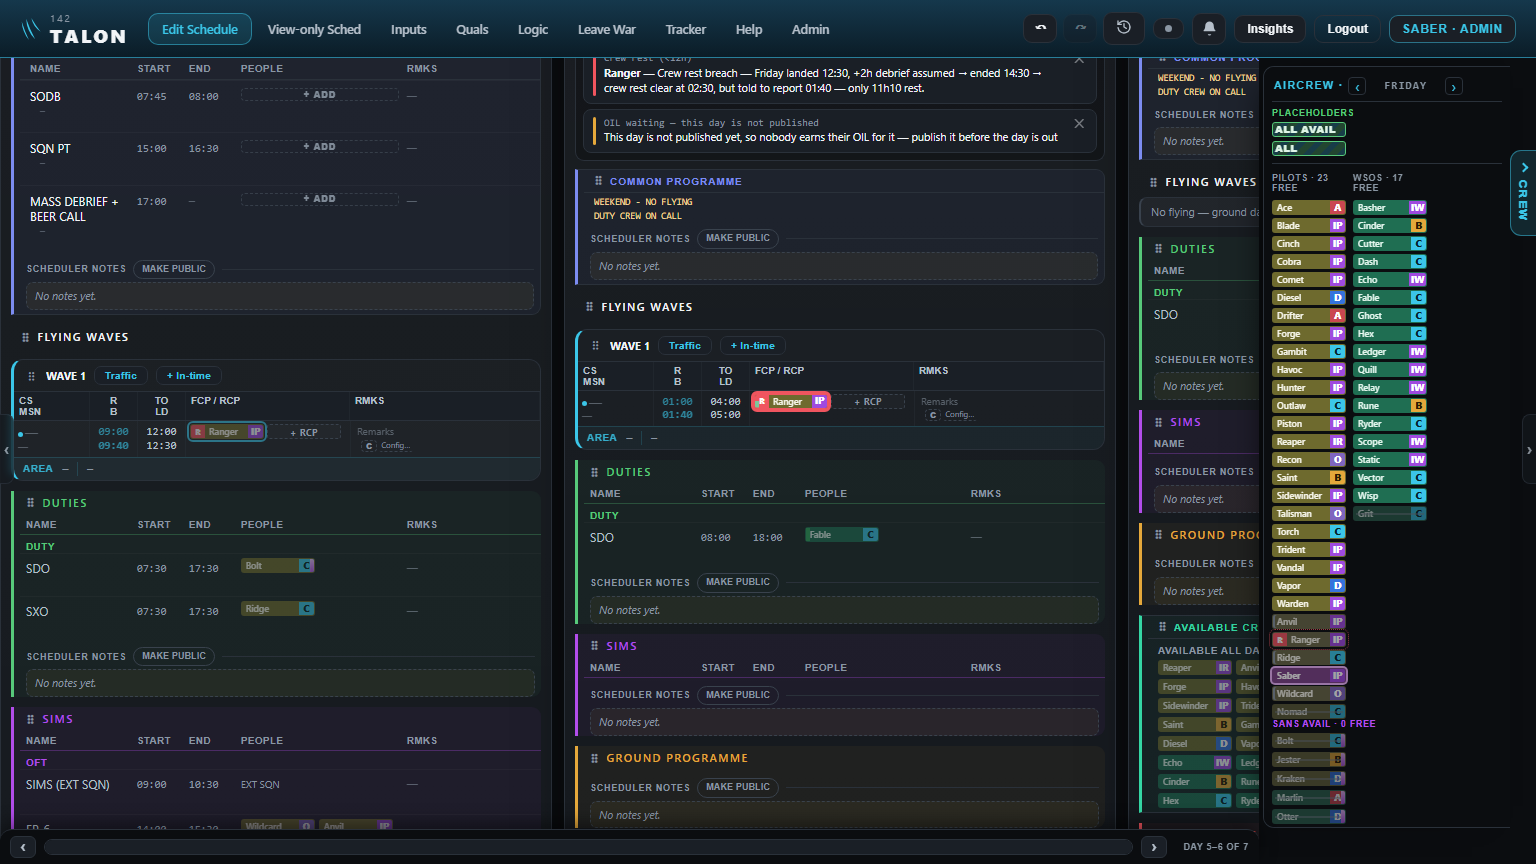 142
TALON
Edit Schedule
View-only Sched
Inputs
Quals
Logic
Leave War
Tracker
Help
Admin
Insights
Logout
SABER · ADMIN
NAME START END PEOPLE RMKS
SODB 07:45 08:00 + ADD —
—
SQN PT 15:00 16:30 + ADD —
—
MASS DEBRIEF + 17:00 — + ADD —
BEER CALL
—
SCHEDULER NOTES MAKE PUBLIC
No notes yet.
FLYING WAVES
WAVE 1 Traffic + In-time
CS R TO FCP / RCP RMKS
MSN B LD
— 09:00 12:00 R Ranger IP + RCP Remarks
— 09:40 12:30 C Config...
AREA — —
DUTIES
NAME START END PEOPLE RMKS
DUTY
SDO 07:30 17:30 Bolt C —
SXO 07:30 17:30 Ridge C —
SCHEDULER NOTES MAKE PUBLIC
No notes yet.
SIMS
NAME START END PEOPLE RMKS
OFT
SIMS (EXT SQN) 09:00 10:30 EXT SQN —
Wildcard O Anvil IP
Ranger — Crew rest breach — Friday landed 12:30, +2h debrief assumed → ended 14:30 →
crew rest clear at 02:30, but told to report 01:40 — only 11h10 rest.
OIL waiting — this day is not published
This day is not published yet, so nobody earns their OIL for it — publish it before the day is out
COMMON PROGRAMME
WEEKEND - NO FLYING
DUTY CREW ON CALL
SCHEDULER NOTES MAKE PUBLIC
No notes yet.
FLYING WAVES
WAVE 1 Traffic + In-time
CS R TO FCP / RCP RMKS
MSN B LD
— 01:00 04:00 R Ranger IP + RCP Remarks
— 01:40 05:00 C Config...
AREA — —
DUTIES
NAME START END PEOPLE RMKS
DUTY
SDO 08:00 18:00 Fable C —
SCHEDULER NOTES MAKE PUBLIC
No notes yet.
SIMS
NAME START END PEOPLE RMKS
SCHEDULER NOTES MAKE PUBLIC
No notes yet.
GROUND PROGRAMME
SCHEDULER NOTES MAKE PUBLIC
No notes yet.
WEEKEND - NO FLYING
DUTY CREW ON CALL
SCHEDULER NOTES
No notes yet.
FLYING WAVES
No flying — ground da
DUTIES
NAME
DUTY
SDO
SCHEDULER NOTES
No notes yet.
SIMS
NAME
SCHEDULER NOTES
No notes yet.
GROUND PROG
SCHEDULER NOTES
No notes yet.
AVAILABLE CR
AVAILABLE ALL DA
Reaper IR Anvi
Forge IP Hav
Sidewinder IP Tride
Saint B Gam
Diesel D Vap
Echo IW Ledg
Cinder B Rune
Hex C Ryde
AIRCREW · ‹ FRIDAY ›
PLACEHOLDERS
ALL AVAIL
ALL
PILOTS · 23 WSOS · 17
FREE FREE
Ace A Basher IW
Blade IP Cinder B
Cinch IP Cutter C
Cobra IP Dash C
Comet IP Echo IW
Diesel D Fable C
Drifter A Ghost C
Forge IP Hex C
Gambit C Ledger IW
Havoc IP Quill IW
Hunter IP Relay IW
Outlaw C Rune B
Piston IP Ryder C
Reaper IR Scope IW
Recon O Static IW
Saint B Vector C
Sidewinder IP Wisp C
Talisman O Grit C
Torch C
Trident IP
Vandal IP
Vapor D
Warden IP
Anvil IP
R Ranger IP
Ridge C
Saber IP
Wildcard O
Nomad C
SANS AVAIL · 0 FREE
Bolt C
Jester B
Kraken D
Marlin A
Otter D
CREW
DAY 5–6 OF 7